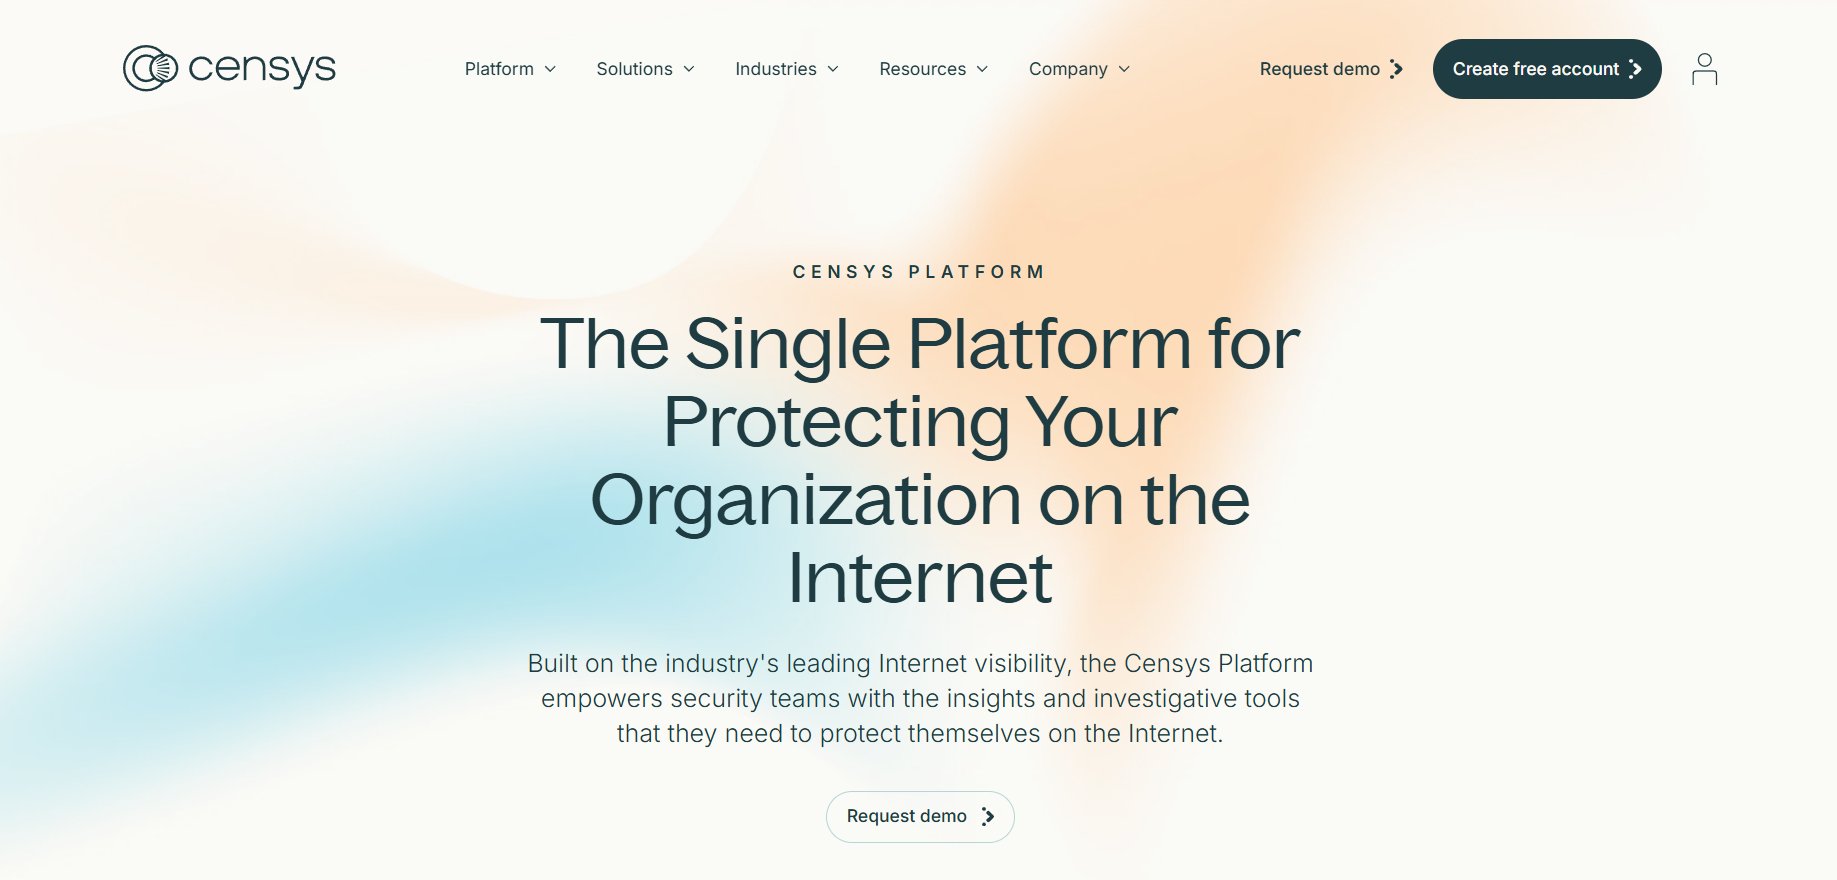 censys
Platform
Solutions
Industries
Resources
Company
Request demo
Create free account
CENSYS PLATFORM
The Single Platform for
Protecting Your
Organization on the
Internet
Built on the industry's leading Internet visibility, the Censys Platform
empowers security teams with the insights and investigative tools
that they need to protect themselves on the Internet.
Request demo